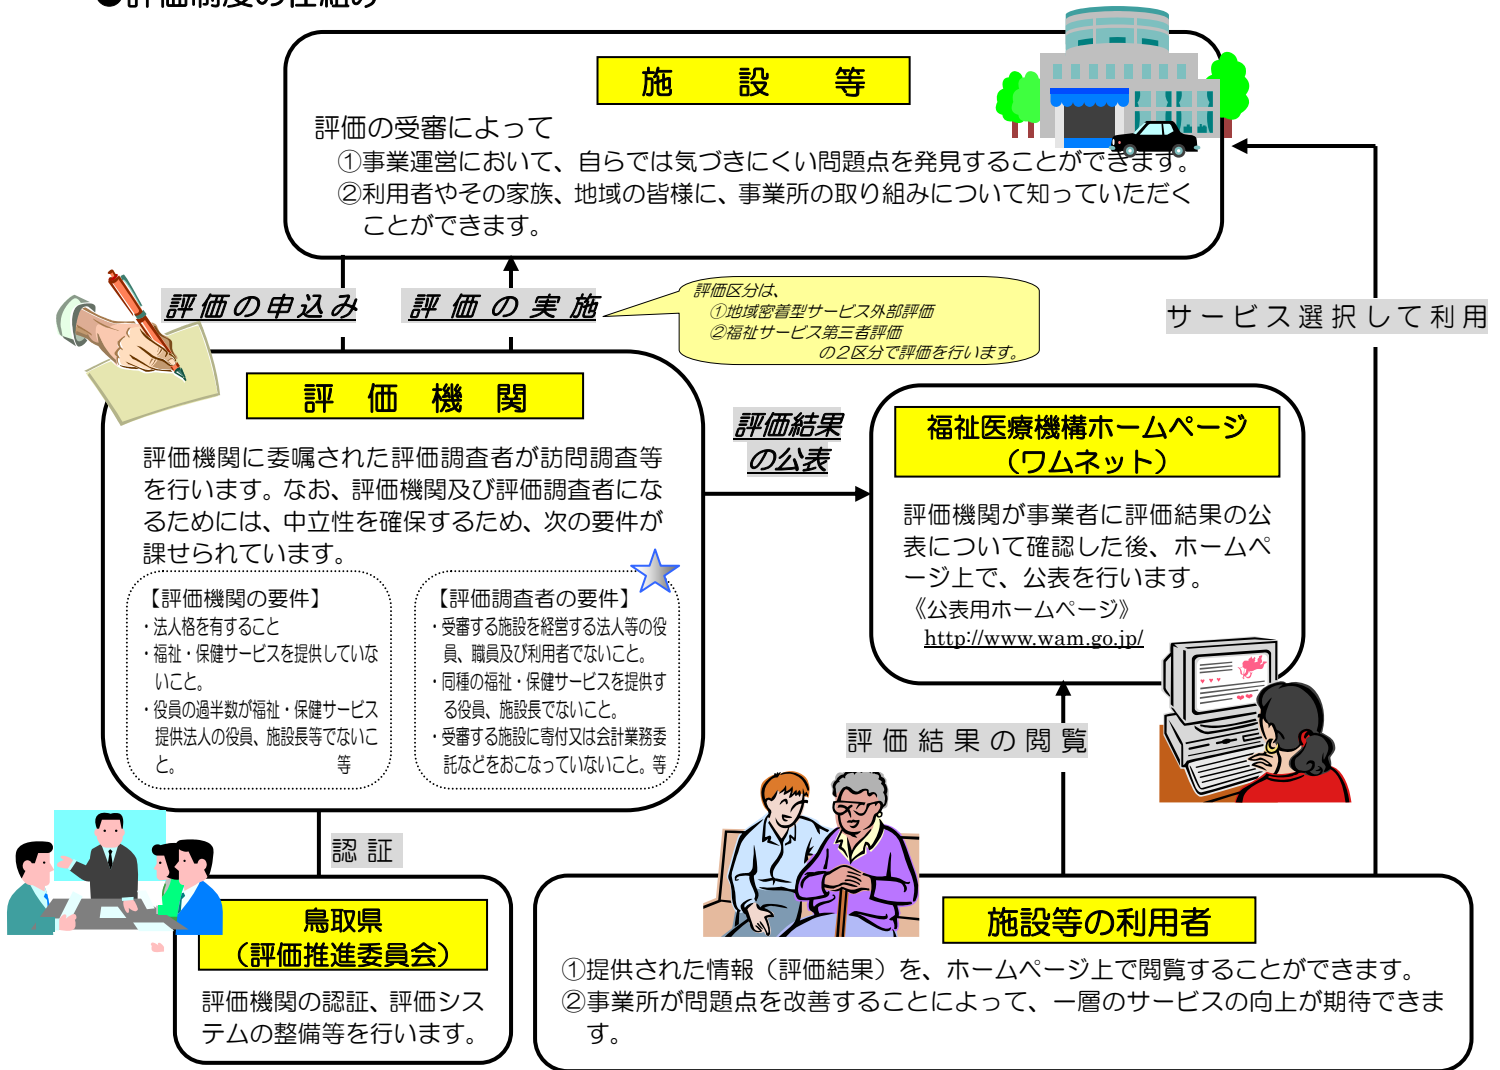 ●評価制度の仕組み
施設等
評価の受審によって
①事業運営において、自らでは気づきにくい問題点を発見することができます。
②利用者やその家族、地域の皆様に、事業所の取り組みについて知っていただく
ことができます。
評価の申込み
評価の実施
評価区分は、
①地域密着型サービス外部評価
②福祉サービス第三者評価
の２区分で評価を行います。
サービス選択して利用
評価機関
評価機関に委嘱された評価調査者が訪問調査等
を行います。なお、評価機関及び評価調査者にな
るためには、中立性を確保するため、次の要件が
課せられています。
【評価機関の要件】
・法人格を有すること
・福祉・保健サービスを提供していな
いこと。
・役員の過半数が福祉・保健サービス
提供法人の役員、施設長等でないこ
と。 等
【評価調査者の要件】
・受審する施設を経営する法人等の役
員、職員及び利用者でないこと。
・同種の福祉・保健サービスを提供す
る役員、施設長でないこと。
・受審する施設に寄付又は会計業務委
託などをおこなっていないこと。等
評価結果
の公表
福祉医療機構ホームページ
（ワムネット）
評価機関が事業者に評価結果の公
表について確認した後、ホームペ
ージ上で、公表を行います。
《公表用ホームページ》
http://www.wam.go.jp/
評価結果の閲覧
認証
鳥取県
（評価推進委員会）
評価機関の認証、評価シス
テムの整備等を行います。
施設等の利用者
①提供された情報（評価結果）を、ホームページ上で閲覧することができます。
②事業所が問題点を改善することによって、一層のサービスの向上が期待できま
す。